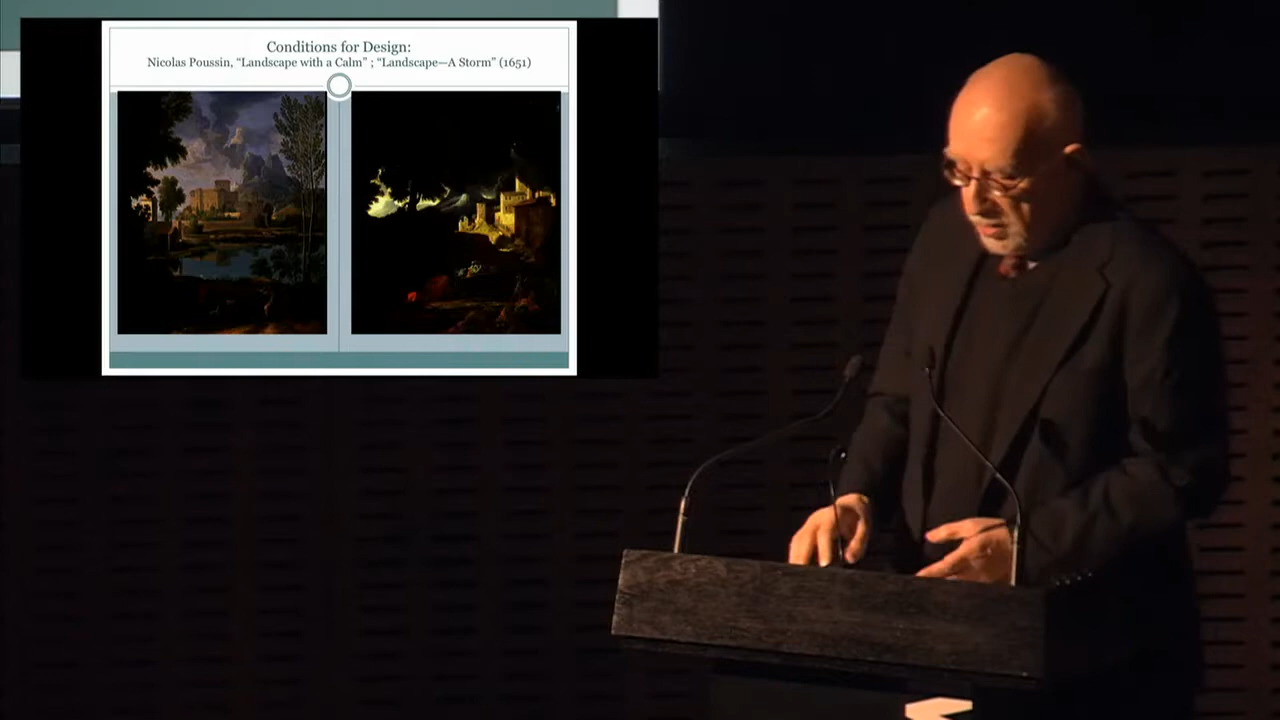 Conditions for Design:
Nicolas Poussin, “Landscape with a Calm” ; “Landscape—A Storm” (1651)